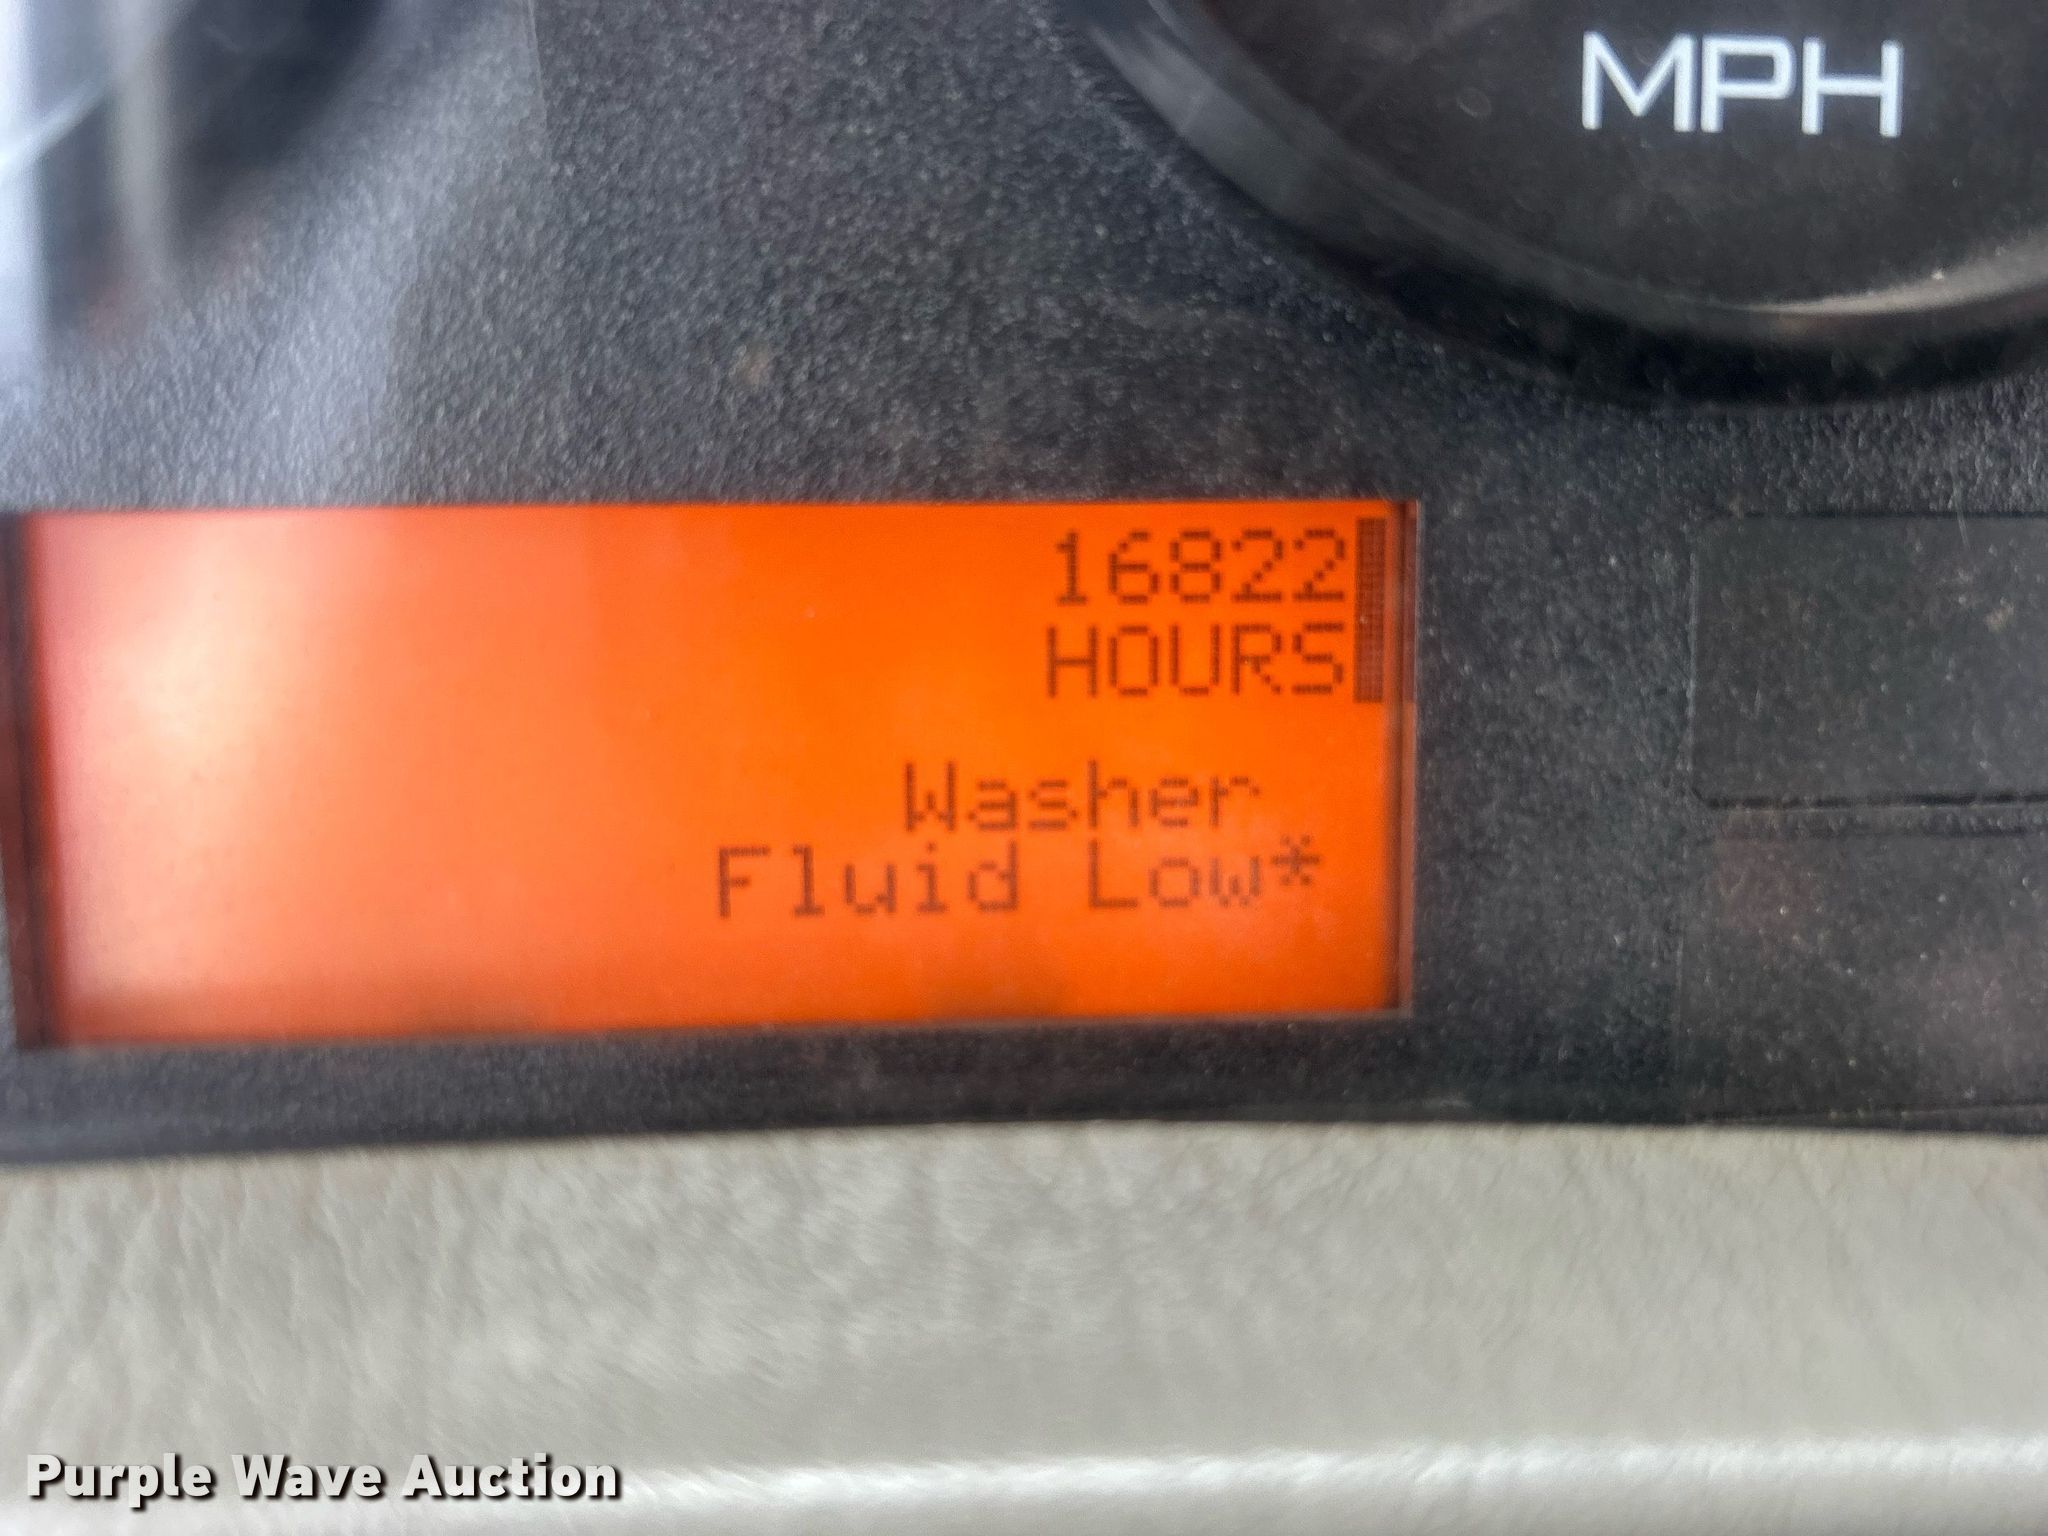 MPH
16822
HOURS
Washer
Fluid Low*
Purple Wave Auction